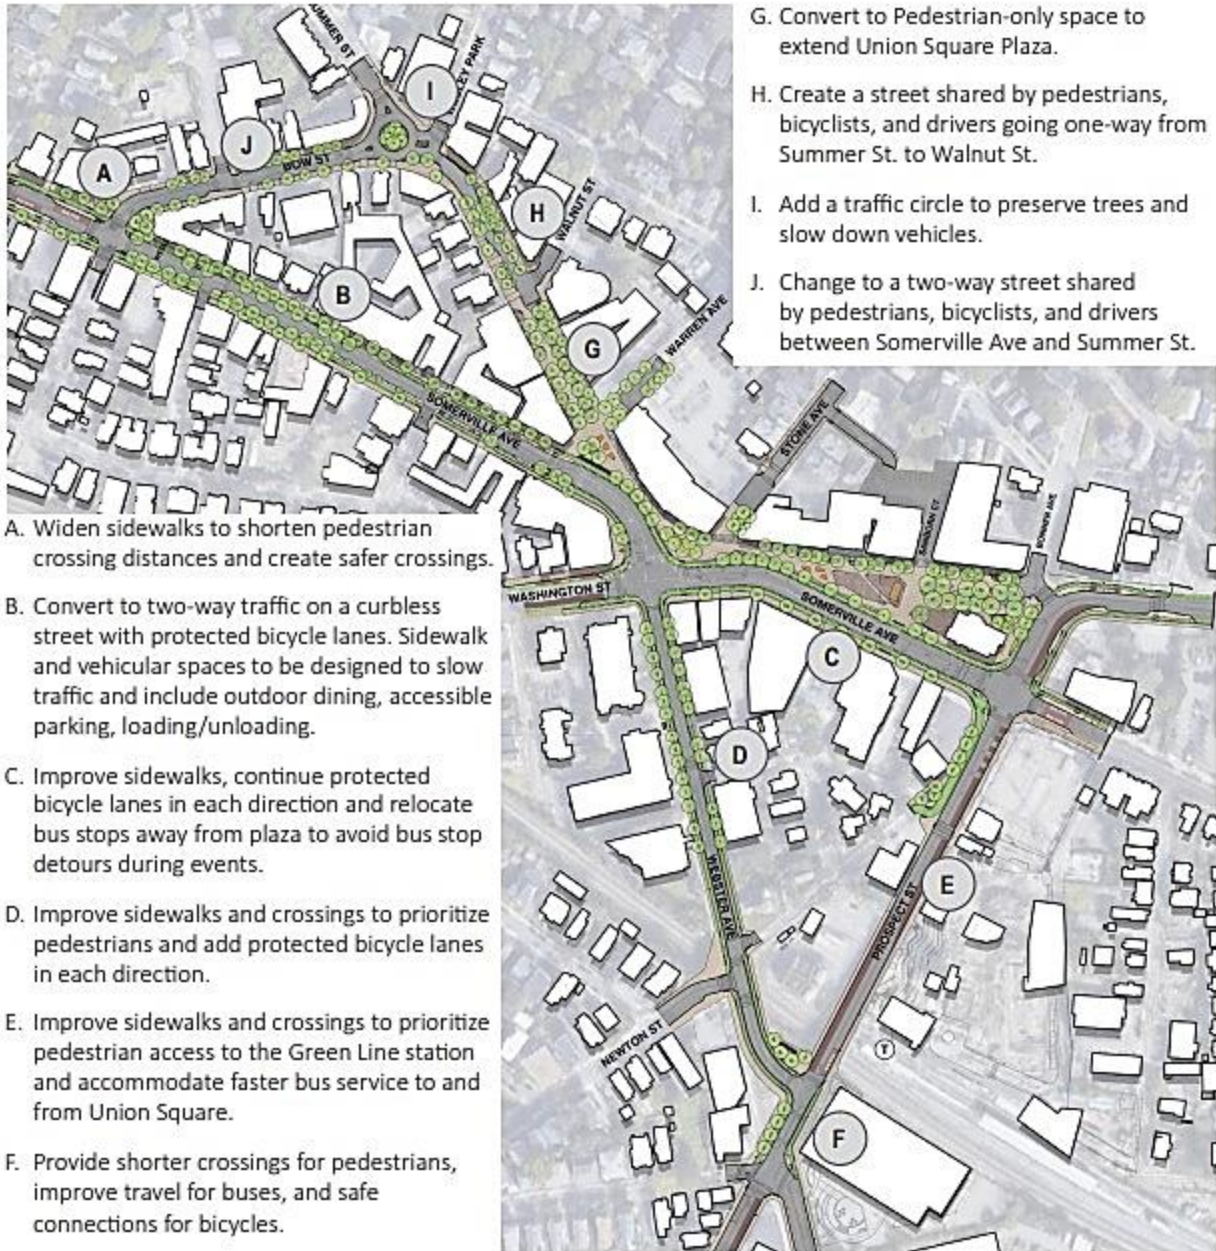 G. Convert to Pedestrian-only space to
extend Union Square Plaza.
H. Create a street shared by pedestrians,
bicyclists, and drivers going one-way from
Summer St. to Walnut St.
I. Add a traffic circle to preserve trees and
slow down vehicles.
J. Change to a two-way street shared
by pedestrians, bicyclists, and drivers
between Somerville Ave and Summer St.
A. Widen sidewalks to shorten pedestrian
crossing distances and create safer crossings.
B. Convert to two-way traffic on a curbless
street with protected bicycle lanes. Sidewalk
and vehicular spaces to be designed to slow
traffic and include outdoor dining, accessible
parking, loading/unloading.
C. Improve sidewalks, continue protected
bicycle lanes in each direction and relocate
bus stops away from plaza to avoid bus stop
detours during events.
D. Improve sidewalks and crossings to prioritize
pedestrians and add protected bicycle lanes
in each direction.
E. Improve sidewalks and crossings to prioritize
pedestrian access to the Green Line station
and accommodate faster bus service to and
from Union Square.
F. Provide shorter crossings for pedestrians,
improve travel for buses, and safe
connections for bicycles.
PARK
I
J
BOW ST
A
H
WALNUT ST
B
G
WARREN AVE
SOMERVILLE AVE
STONE AVE
WASHINGTON ST
SOMERVILLE AVE
C
D
WEBSTER AVE
E
PROSPECT ST
NEWTON ST
T
F